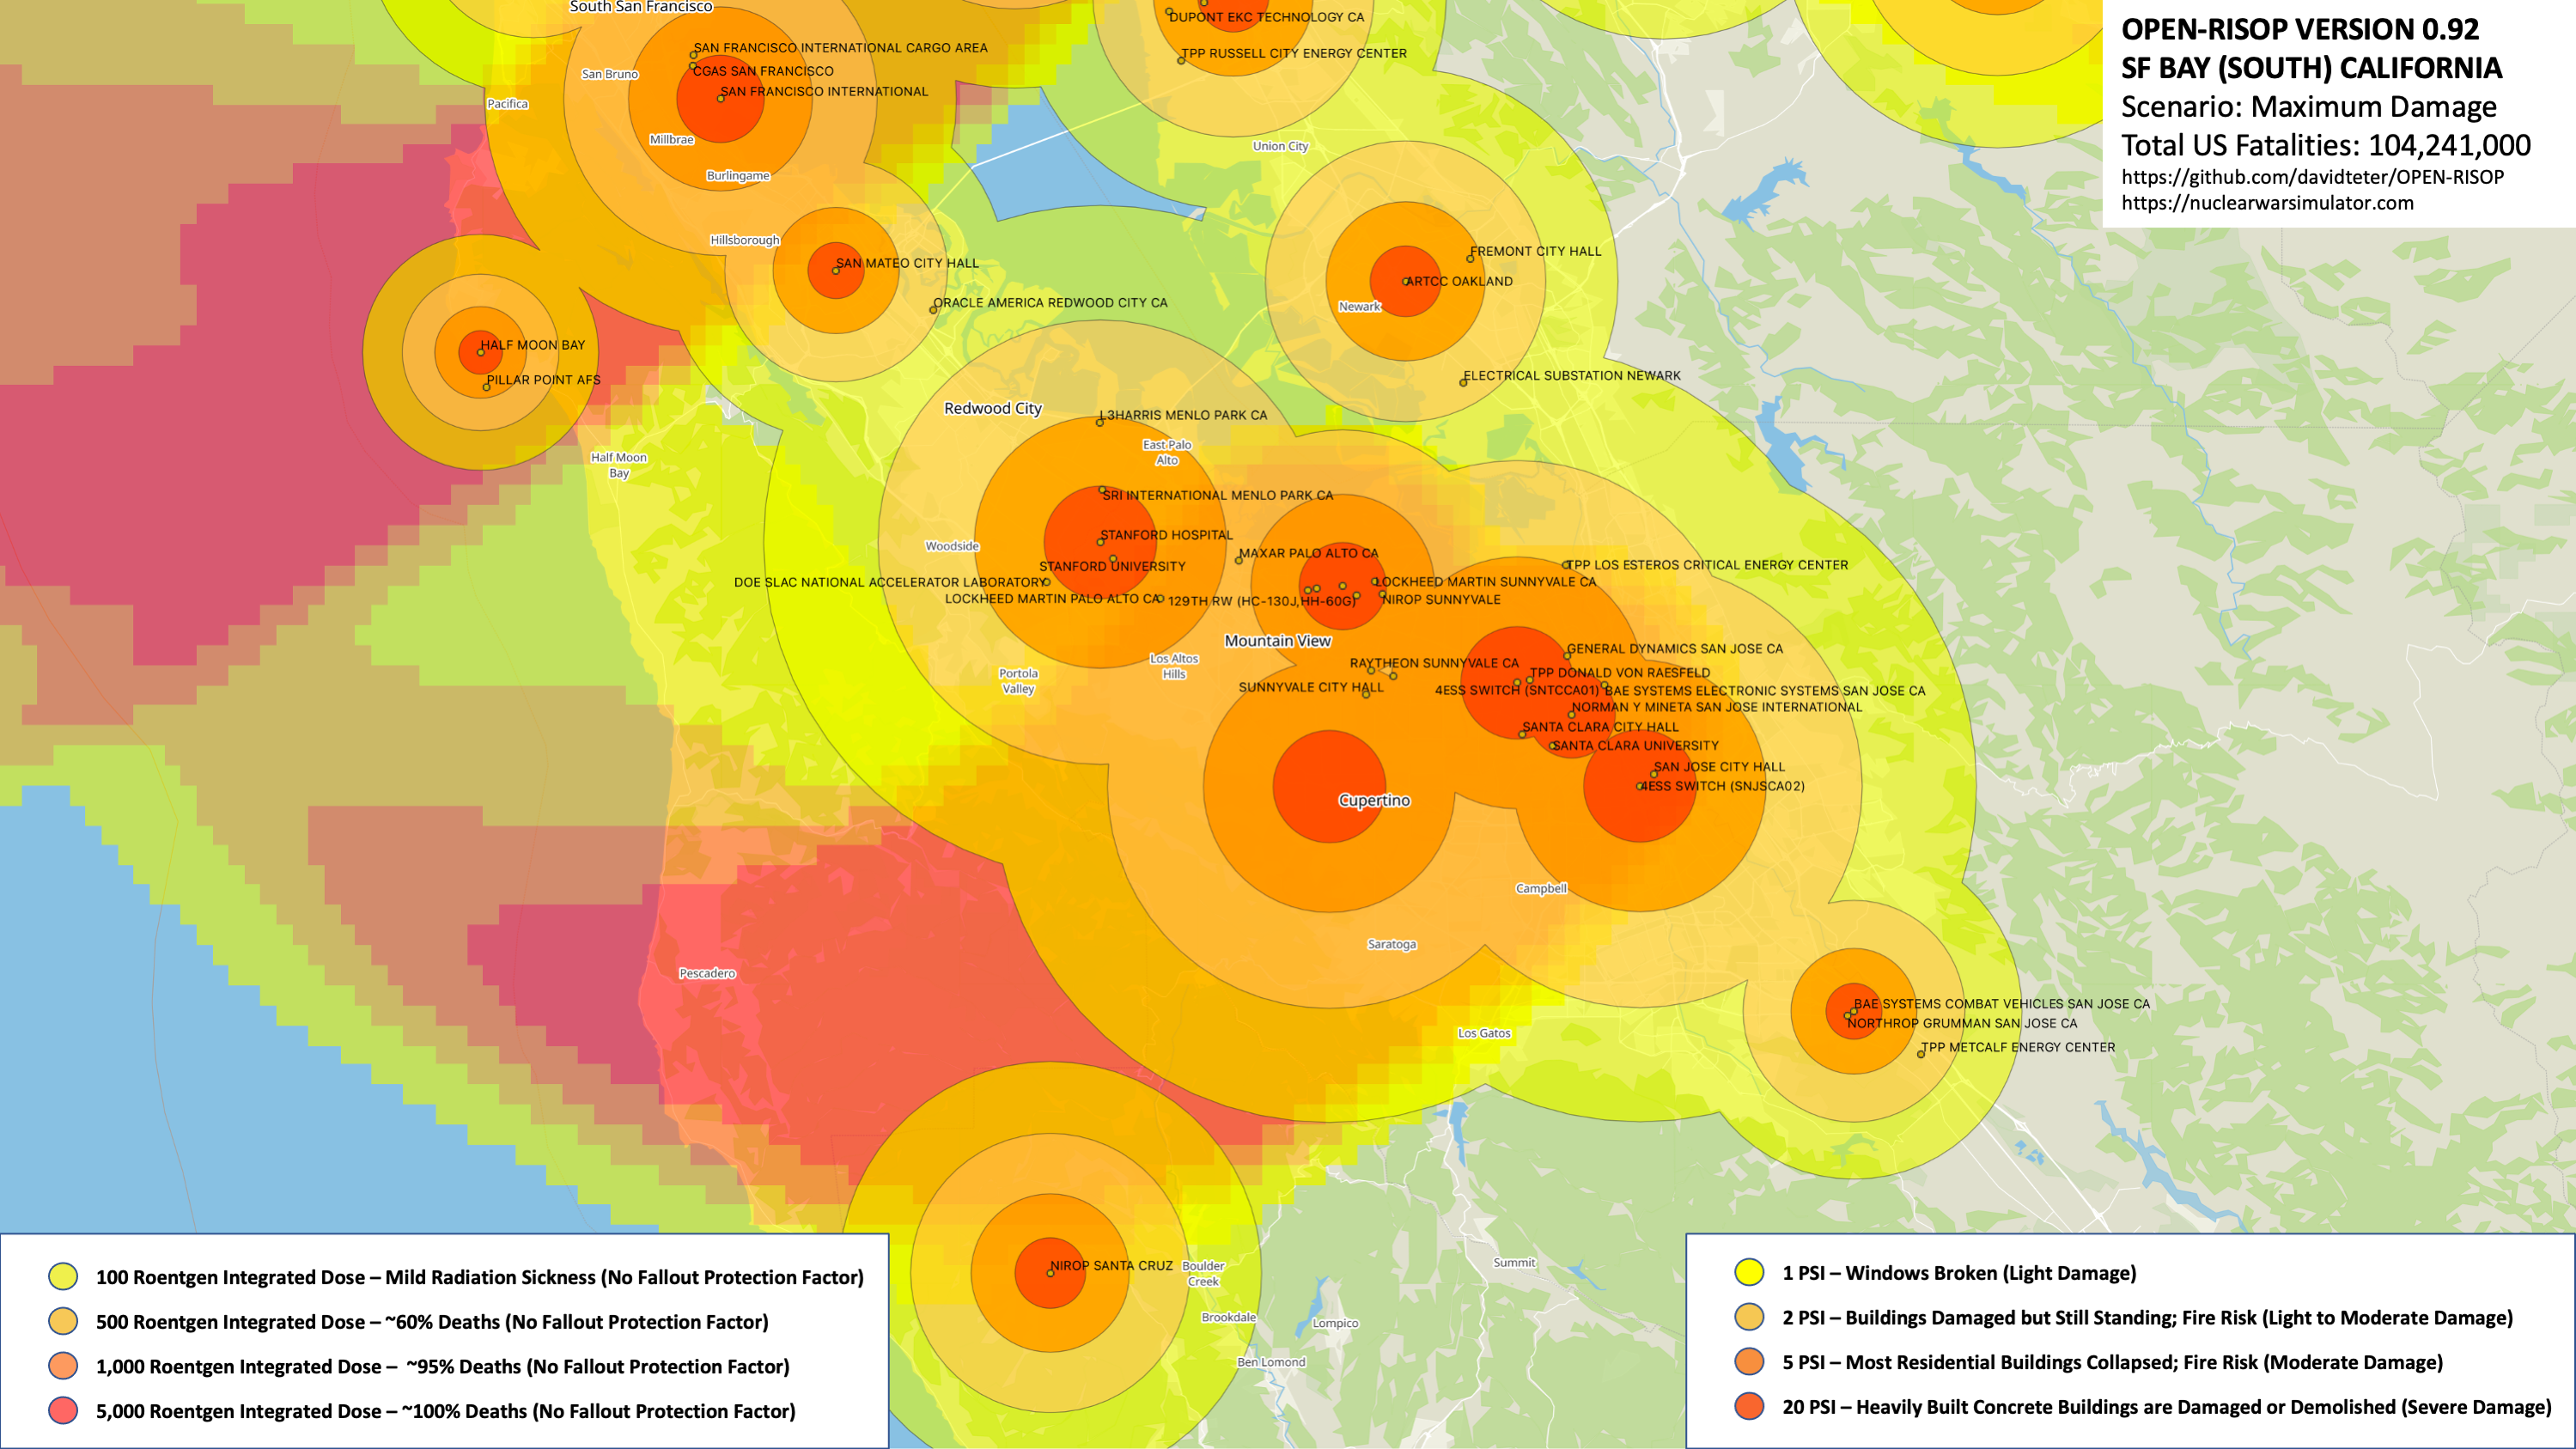 OPEN-RISOP VERSION 0.92
SF BAY (SOUTH) CALIFORNIA
Scenario: Maximum Damage
Total US Fatalities: 104,241,000
https://github.com/davidteter/OPEN-RISOP
https://nuclearwarsimulator.com
South San Francisco
DUPONT EKC TECHNOLOGY CA
SAN FRANCISCO INTERNATIONAL CARGO AREA
TPP RUSSELL CITY ENERGY CENTER
San Bruno
CGAS SAN FRANCISCO
SAN FRANCISCO INTERNATIONAL
Pacifica
Millbrae
Union City
Burlingame
Hillsborough
FREMONT CITY HALL
SAN MATEO CITY HALL
ARTCC OAKLAND
ORACLE AMERICA REDWOOD CITY CA
Newark
HALF MOON BAY
PILLAR POINT AFS
ELECTRICAL SUBSTATION NEWARK
Redwood City
L3HARRIS MENLO PARK CA
East Palo
Alto
Half Moon
Bay
SRI INTERNATIONAL MENLO PARK CA
STANFORD HOSPITAL
Woodside
MAXAR PALO ALTO CA
STANFORD UNIVERSITY
TPP LOS ESTEROS CRITICAL ENERGY CENTER
DOE SLAC NATIONAL ACCELERATOR LABORATORY
LOCKHEED MARTIN SUNNYVALE CA
LOCKHEED MARTIN PALO ALTO CA
129TH RW (HC-130J,HH-60G)
NIROP SUNNYVALE
Mountain View
GENERAL DYNAMICS SAN JOSE CA
Los Altos
Hills
RAYTHEON SUNNYVALE CA
Portola
Valley
TPP DONALD VON RAESFELD
SUNNYVALE CITY HALL
4ESS SWITCH (SNTCCA01)
BAE SYSTEMS ELECTRONIC SYSTEMS SAN JOSE CA
NORMAN Y MINETA SAN JOSE INTERNATIONAL
SANTA CLARA CITY HALL
SANTA CLARA UNIVERSITY
SAN JOSE CITY HALL
4ESS SWITCH (SNJSCA02)
Cupertino
Campbell
Saratoga
Pescadero
BAE SYSTEMS COMBAT VEHICLES SAN JOSE CA
NORTHROP GRUMMAN SAN JOSE CA
Los Gatos
TPP METCALF ENERGY CENTER
NIROP SANTA CRUZ
Boulder
Creek
Summit
Brookdale
Lompico
Ben Lomond
100 Roentgen Integrated Dose – Mild Radiation Sickness (No Fallout Protection Factor)
500 Roentgen Integrated Dose – ~60% Deaths (No Fallout Protection Factor)
1,000 Roentgen Integrated Dose – ~95% Deaths (No Fallout Protection Factor)
5,000 Roentgen Integrated Dose – ~100% Deaths (No Fallout Protection Factor)
1 PSI – Windows Broken (Light Damage)
2 PSI – Buildings Damaged but Still Standing; Fire Risk (Light to Moderate Damage)
5 PSI – Most Residential Buildings Collapsed; Fire Risk (Moderate Damage)
20 PSI – Heavily Built Concrete Buildings are Damaged or Demolished (Severe Damage)